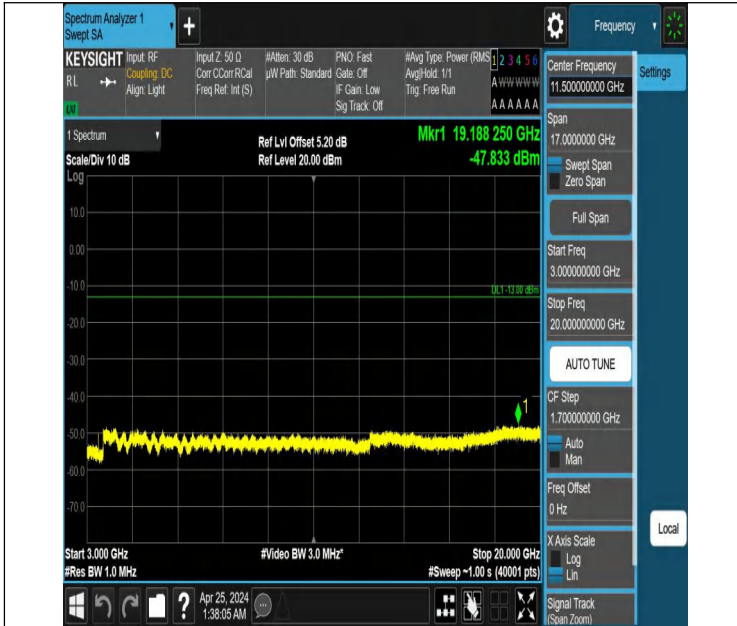 Spectrum Analyzer 1
Swept SA
+
Frequency
KEYSIGHT
RL
Input: RF
Coupling: DC
Align: Light
Input Z: 50 Ω
Corr CCorr RCal
Freq Ref: Int (S)
#Atten: 30 dB
µW Path: Standard
PNO: Fast
Gate: Off
IF Gain: Low
Sig Track: Off
#Avg Type: Power (RMS
Avg|Hold: 1/1
Trig: Free Run
1 2 3 4 5 6
A W W W W W
A A A A A A
1 Spectrum
Scale/Div 10 dB
Log
Ref Lvl Offset 5.20 dB
Ref Level 20.00 dBm
Mkr1 19.188 250 GHz
-47.833 dBm
10.0
0.00
-10.0
DL1 -13.00 dBm
-20.0
-30.0
-40.0
1
-50.0
-60.0
-70.0
Start 3.000 GHz
#Res BW 1.0 MHz
#Video BW 3.0 MHz*
Stop 20.000 GHz
#Sweep ~1.00 s (40001 pts)
?
Apr 25, 2024
1:38:05 AM
Center Frequency
11.500000000 GHz
Settings
Span
17.0000000 GHz
Swept Span
Zero Span
Full Span
Start Freq
3.000000000 GHz
Stop Freq
20.000000000 GHz
AUTO TUNE
CF Step
1.700000000 GHz
Auto
Man
Freq Offset
0 Hz
X Axis Scale
Log
Lin
Local
Signal Track
(Span Zoom)